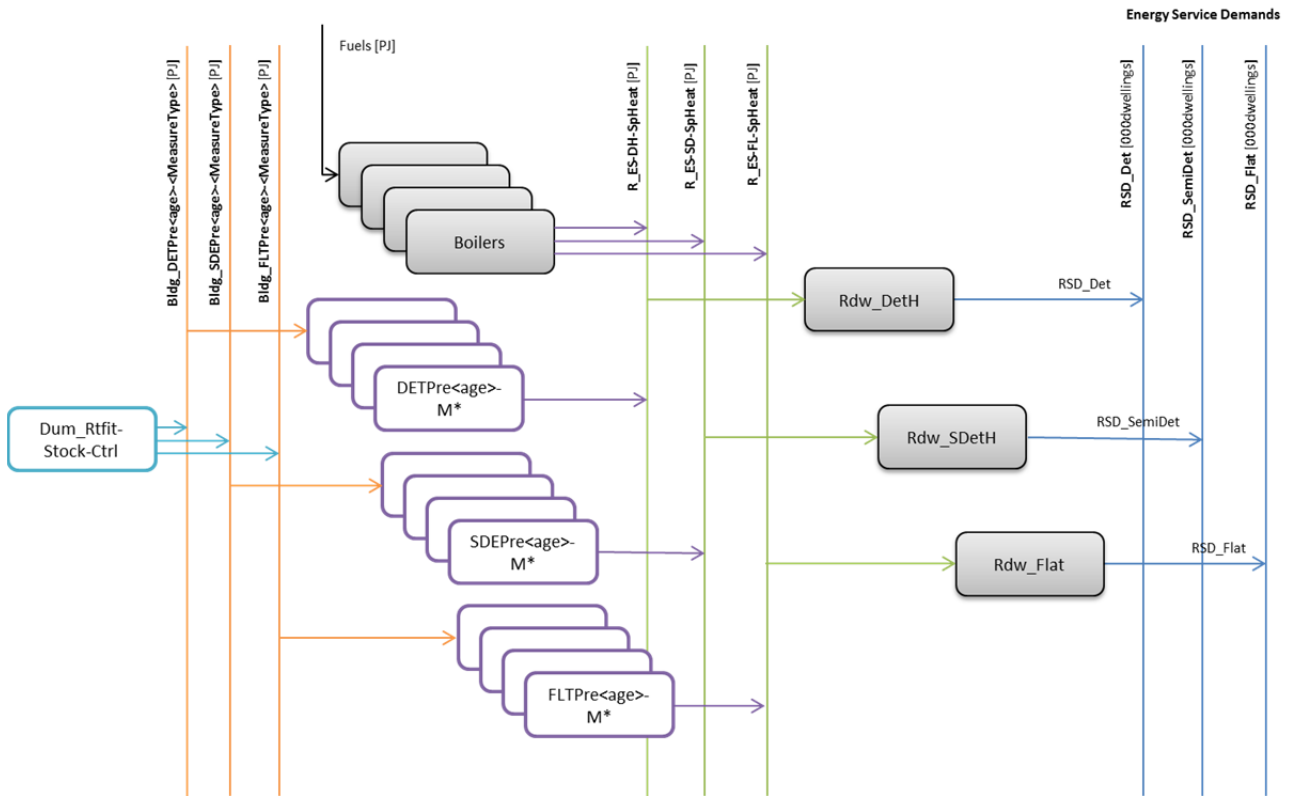 Energy Service Demands
Fuels [PJ]
Bldg_DETPre<age>-<MeasureType> [PJ]
Bldg_SDEPre<age>-<MeasureType> [PJ]
Bldg_FLTPre<age>-<MeasureType> [PJ]
R_ES-DH-SpHeat [PJ]
R_ES-SD-SpHeat [PJ]
R_ES-FL-SpHeat [PJ]
RSD_Det [000dwellings]
RSD_SemiDet [000dwellings]
RSD_Flat [000dwellings]
Boilers
Rdw_DetH
RSD_Det
DETPre<age>-
M*
Dum_Rtfit-
Stock-Ctrl
Rdw_SDetH
RSD_SemiDet
SDEPre<age>-
M*
Rdw_Flat
RSD_Flat
FLTPre<age>-
M*